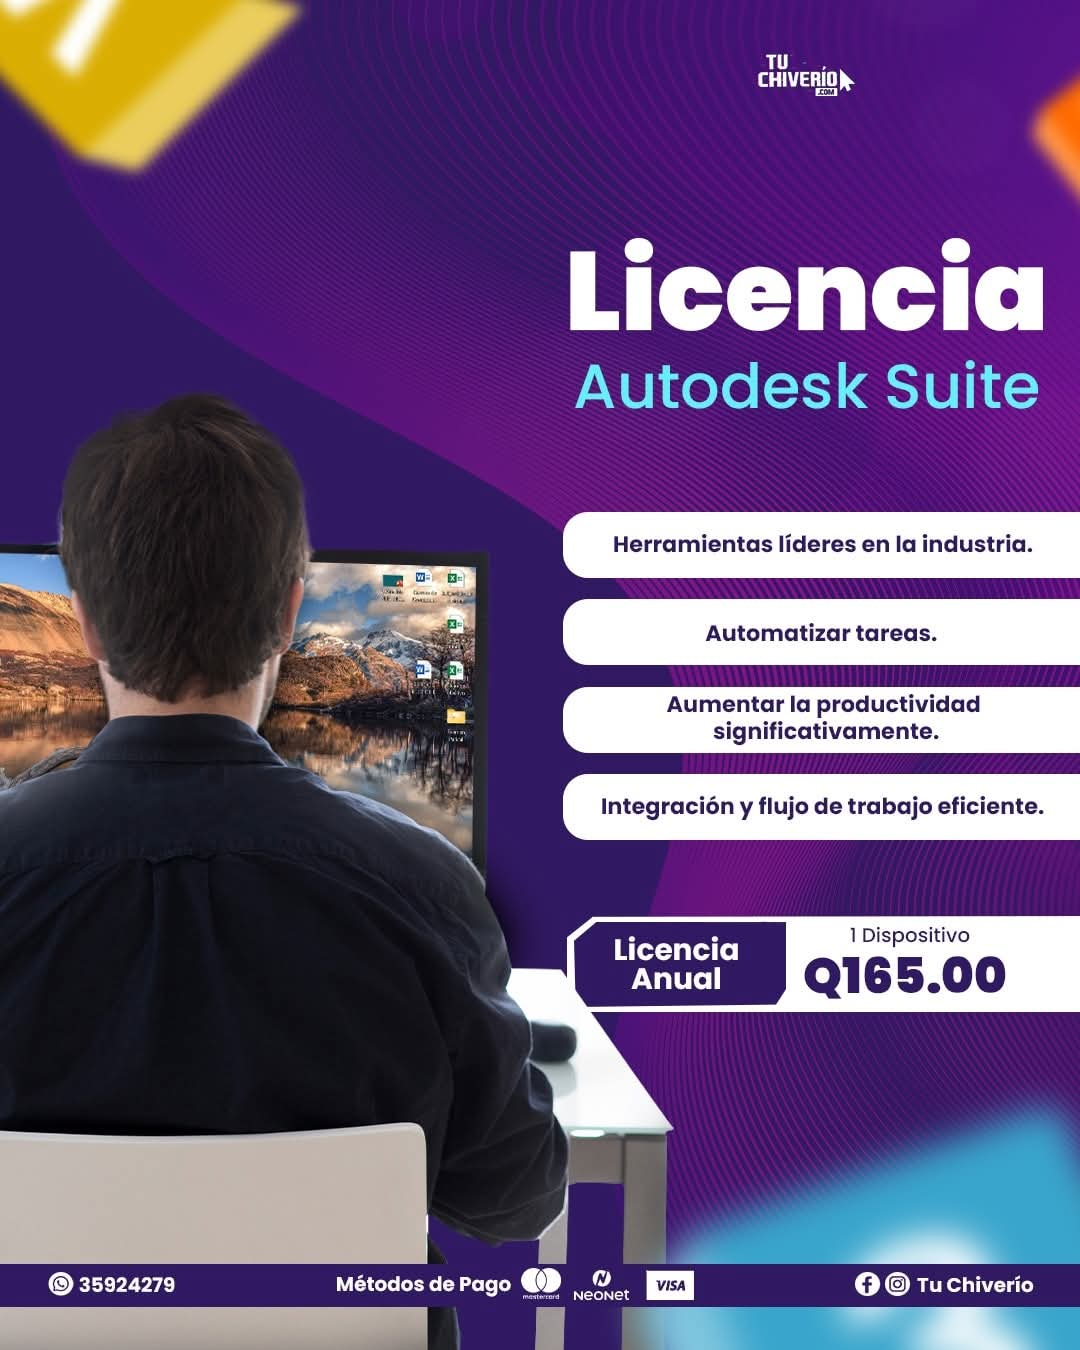 TU
CHIVERÍO
.COM
Licencia
Autodesk Suite
Herramientas líderes en la industria.
Automatizar tareas.
Aumentar la productividad
significativamente.
Integración y flujo de trabajo eficiente.
Licencia
Anual
1 Dispositivo
Q165.00
35924279
Métodos de Pago
mastercard
NEONET
VISA
Tu Chiverío